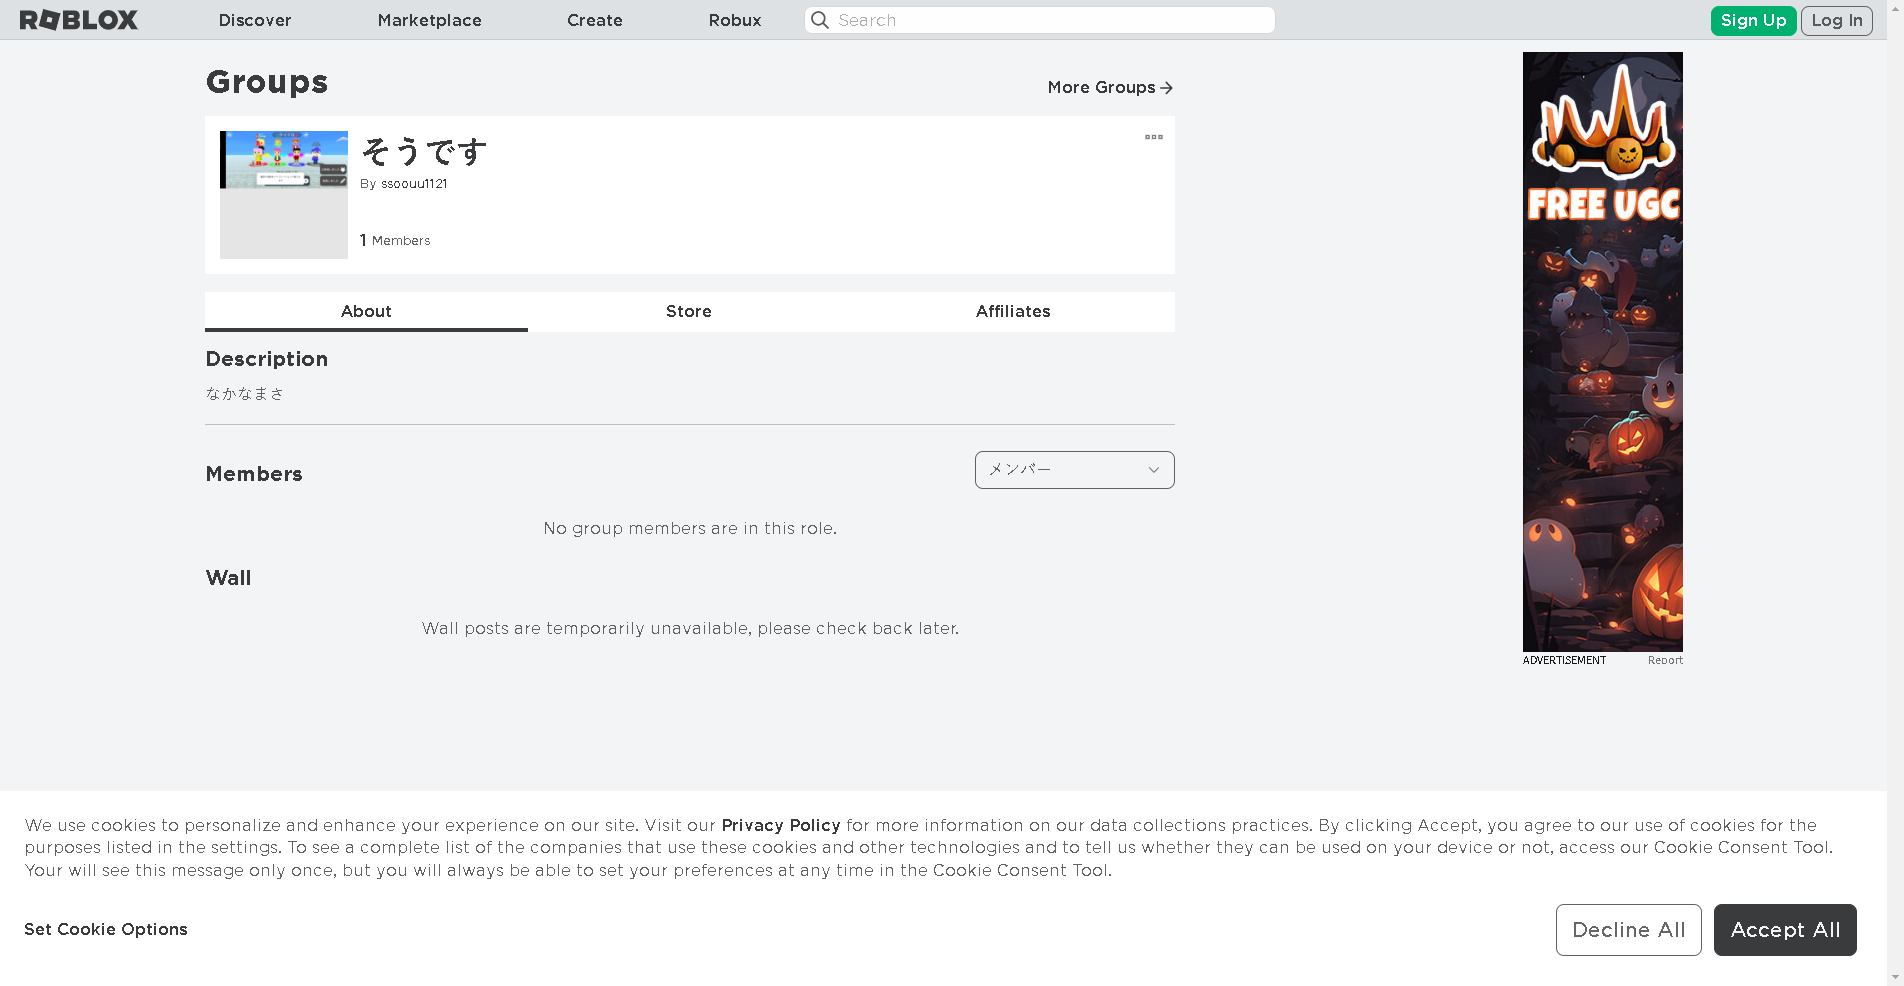 ROBLOX
Discover
Marketplace
Create
Robux
Search
Sign Up
Log In
Groups
More Groups
そうです
By ssoouu1121
1 Members
About
Store
Affiliates
Description
なかなまさ
Members
メンバー
No group members are in this role.
Wall
Wall posts are temporarily unavailable, please check back later.
FREE UGC
ADVERTISEMENT
Report
We use cookies to personalize and enhance your experience on our site. Visit our Privacy Policy for more information on our data collections practices. By clicking Accept, you agree to our use of cookies for the
purposes listed in the settings. To see a complete list of the companies that use these cookies and other technologies and to tell us whether they can be used on your device or not, access our Cookie Consent Tool.
Your will see this message only once, but you will always be able to set your preferences at any time in the Cookie Consent Tool.
Set Cookie Options
Decline All
Accept All